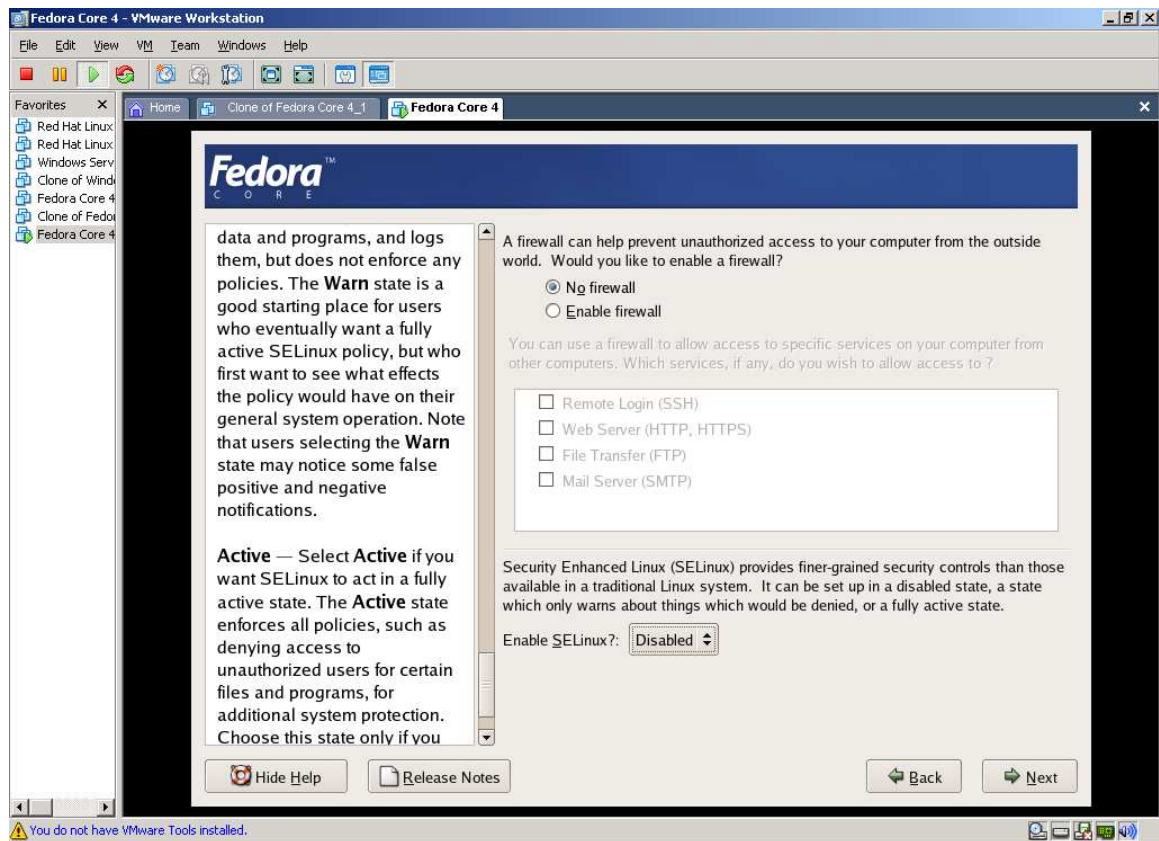 Fedora Core 4 - VMware Workstation
File Edit View VM Team Windows Help
Favorites
Home
Clone of Fedora Core 4_1
Fedora Core 4
Red Hat Linux
Red Hat Linux
Windows Serv
Clone of Wind
Fedora Core 4
Clone of Fedo
Fedora Core 4
Fedora™
CORE
data and programs, and logs
them, but does not enforce any
policies. The Warn state is a
good starting place for users
who eventually want a fully
active SELinux policy, but who
first want to see what effects
the policy would have on their
general system operation. Note
that users selecting the Warn
state may notice some false
positive and negative
notifications.
Active — Select Active if you
want SELinux to act in a fully
active state. The Active state
enforces all policies, such as
denying access to
unauthorized users for certain
files and programs, for
additional system protection.
Choose this state only if you
A firewall can help prevent unauthorized access to your computer from the outside
world. Would you like to enable a firewall?
No firewall
Enable firewall
You can use a firewall to allow access to specific services on your computer from
other computers. Which services, if any, do you wish to allow access to ?
Remote Login (SSH)
Web Server (HTTP, HTTPS)
File Transfer (FTP)
Mail Server (SMTP)
Security Enhanced Linux (SELinux) provides finer-grained security controls than those
available in a traditional Linux system. It can be set up in a disabled state, a state
which only warns about things which would be denied, or a fully active state.
Enable SELinux?: Disabled
Hide Help
Release Notes
Back
Next
You do not have VMware Tools installed.